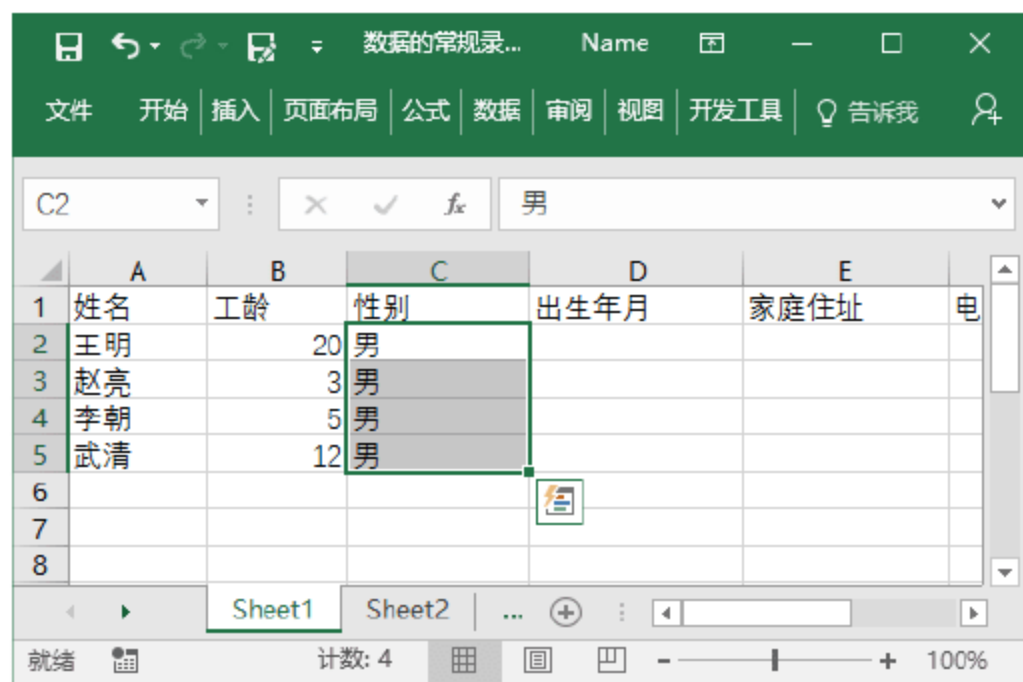 数据的常规录... Name
文件 开始 插入 页面布局 公式 数据 审阅 视图 开发工具 告诉我
C2 fx 男
A B C D E
1 姓名 工龄 性别 出生年月 家庭住址 电
2 王明 20 男
3 赵亮 3 男
4 李朝 5 男
5 武清 12 男
6
7
8
Sheet1 Sheet2 ...
就绪 计数: 4 100%